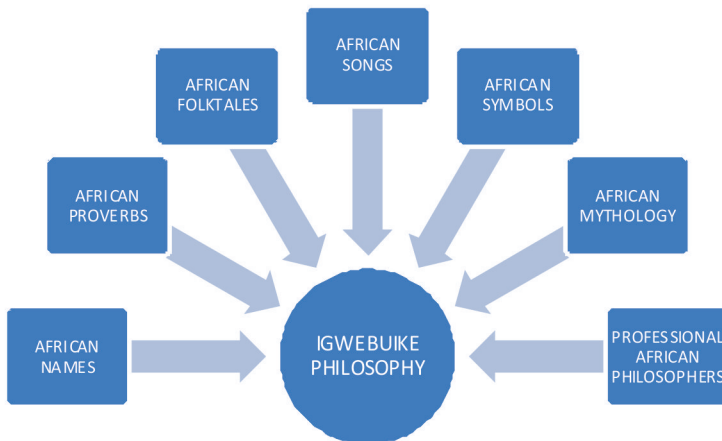 AFRICAN
SONGS
AFRICAN
FOLKTALES
AFRICAN
SYMBOLS
AFRICAN
PROVERBS
AFRICAN
MYTHOLOGY
AFRICAN
NAMES
IGWEBUIKE
PHILOSOPHY
PROFESSIONAL
AFRICAN
PHILOSOPHERS